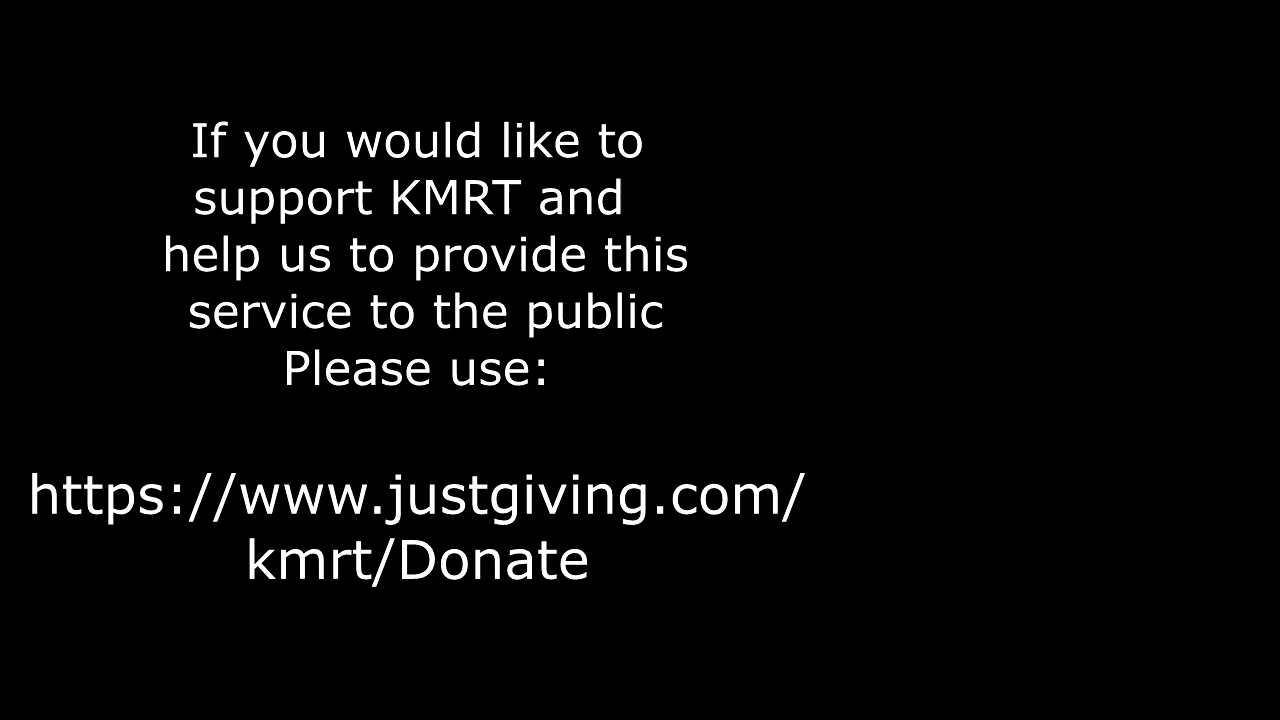 If you would like to
support KMRT and
help us to provide this
service to the public
Please use:
https://www.justgiving.com/
kmrt/Donate